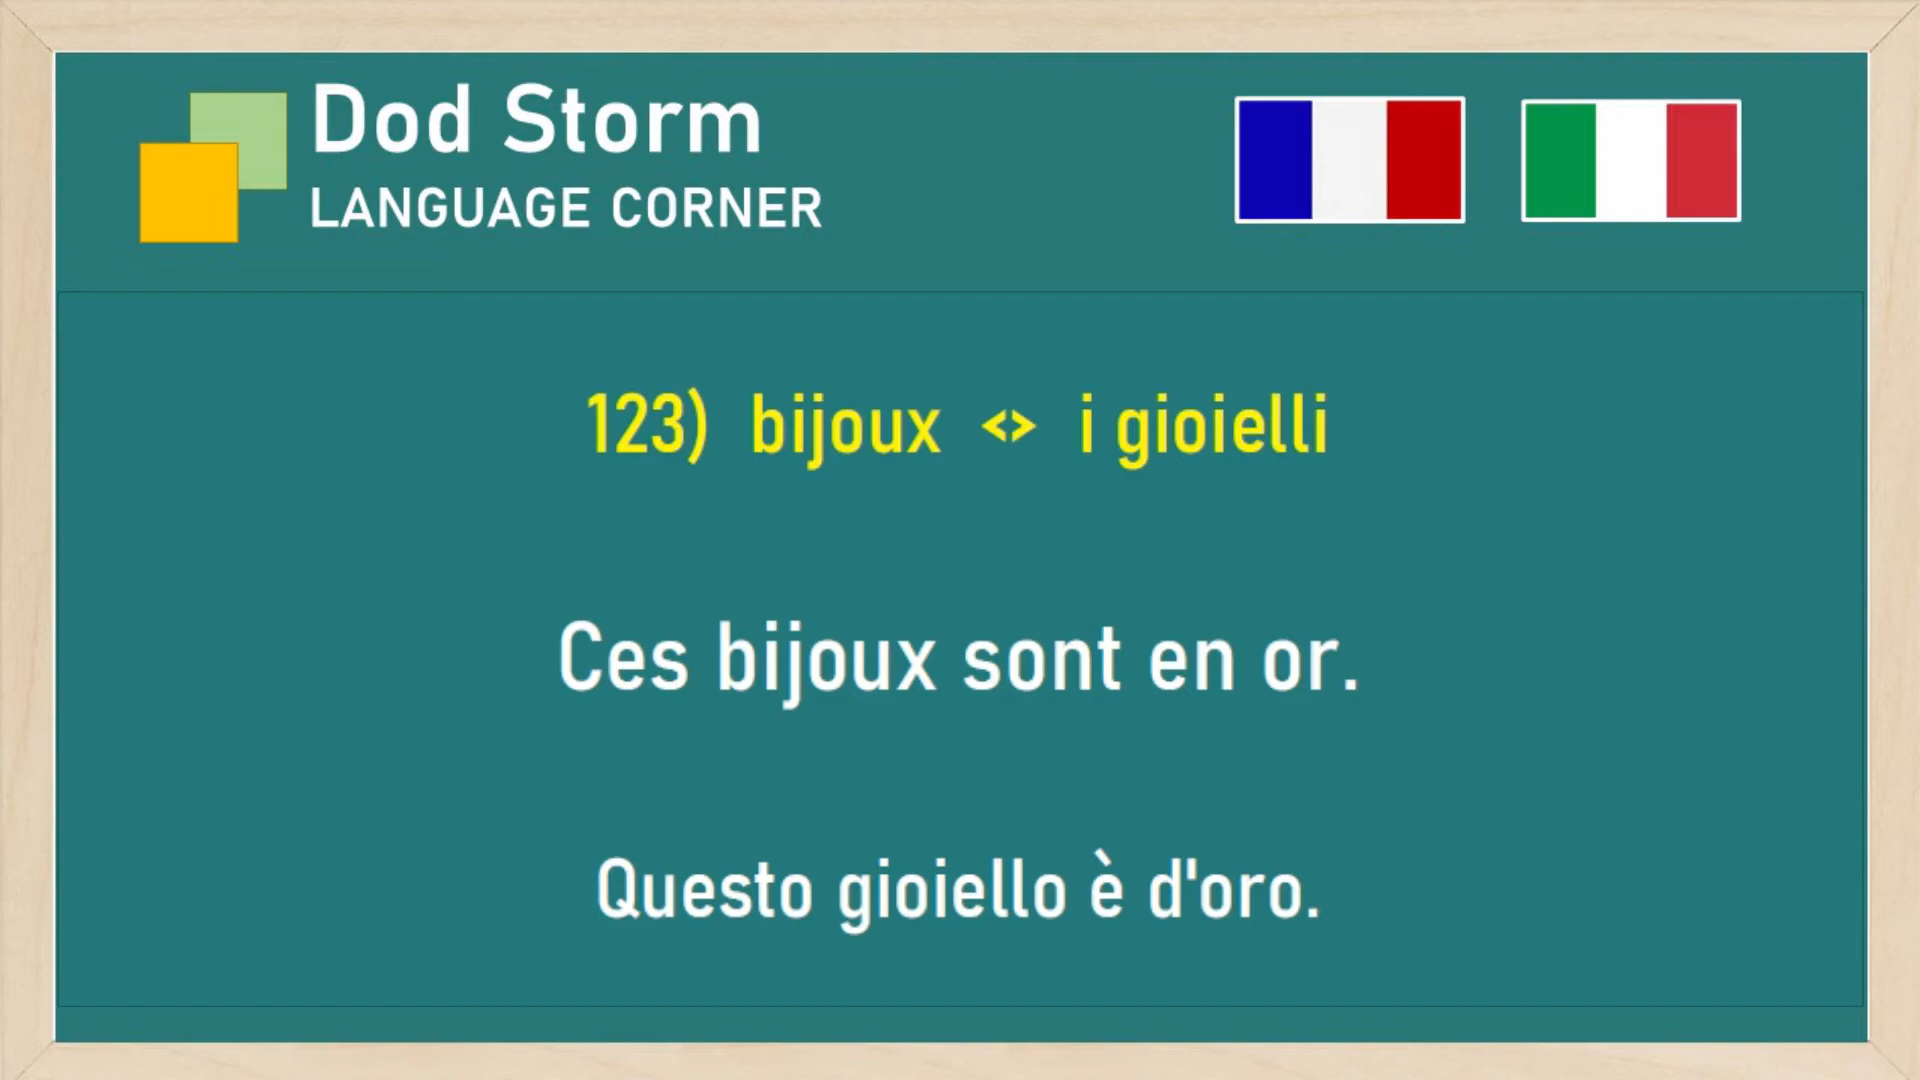 Dod Storm
LANGUAGE CORNER
123) bijoux <> i gioielli
Ces bijoux sont en or.
Questo gioiello è d'oro.